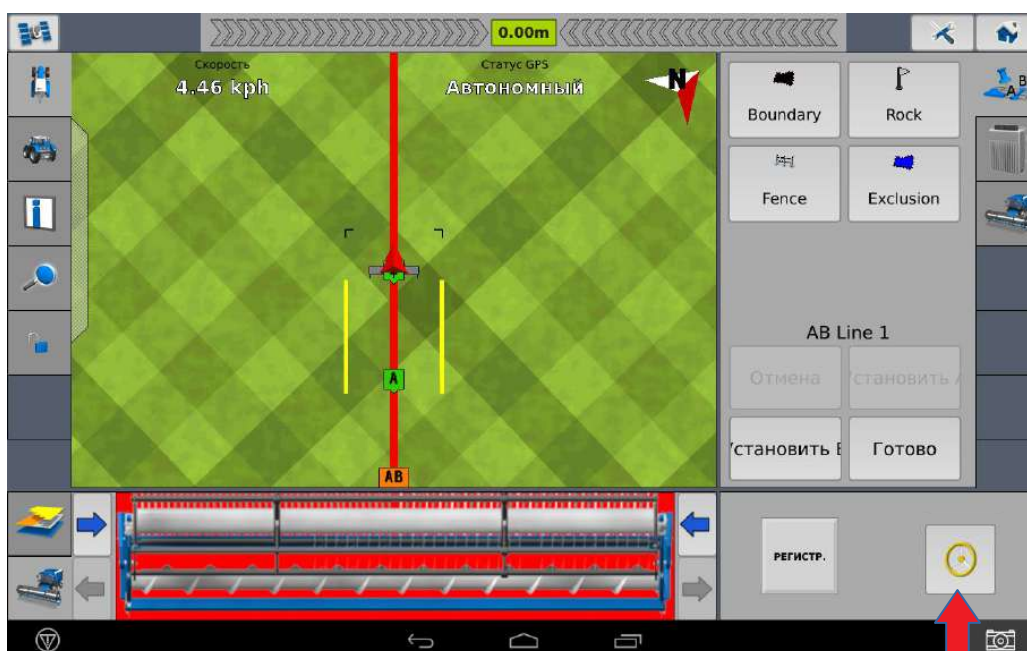 0.00m
Скорость
4.46 kph
Статус GPS
Автономный
N
Boundary
Rock
Fence
Exclusion
A B
AB Line 1
Отмена
Установить А
Установить В
Готово
A
AB
РЕГИСТР.